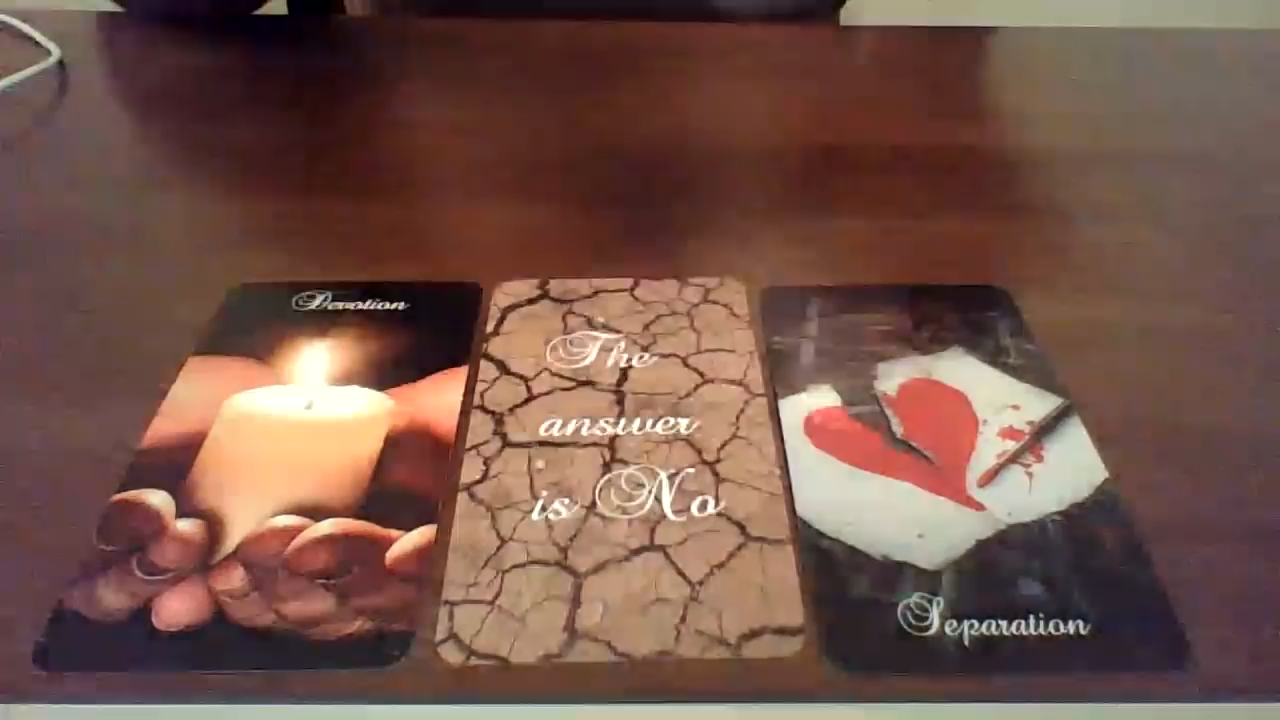 Devotion
The
answer
is No
Separation